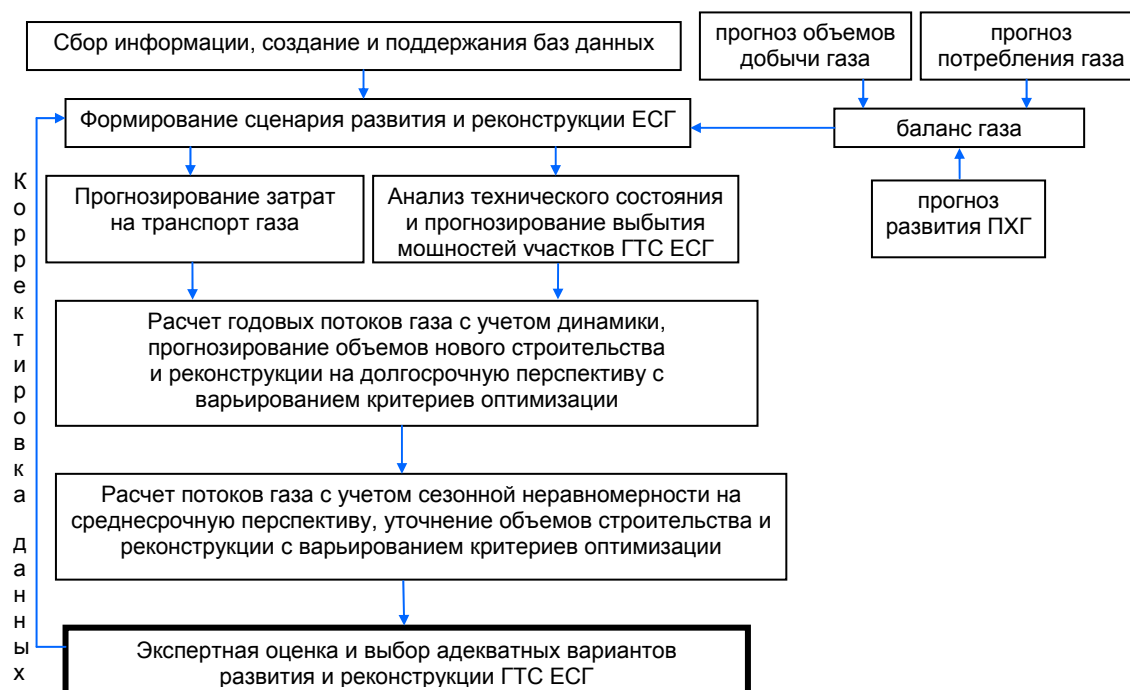 Сбор информации, создание и поддержания баз данных
прогноз объемов
добычи газа
прогноз
потребления газа
Формирование сценария развития и реконструкции ЕСГ
баланс газа
Прогнозирование затрат
на транспорт газа
Анализ технического состояния
и прогнозирование выбытия
мощностей участков ГТС ЕСГ
прогноз
развития ПХГ
Расчет годовых потоков газа с учетом динамики,
прогнозирование объемов нового строительства
и реконструкции на долгосрочную перспективу с
варьированием критериев оптимизации
Расчет потоков газа с учетом сезонной неравномерности на
среднесрочную перспективу, уточнение объемов строительства и
реконструкции с варьированием критериев оптимизации
Экспертная оценка и выбор адекватных вариантов
развития и реконструкции ГТС ЕСГ
Корректировка данных